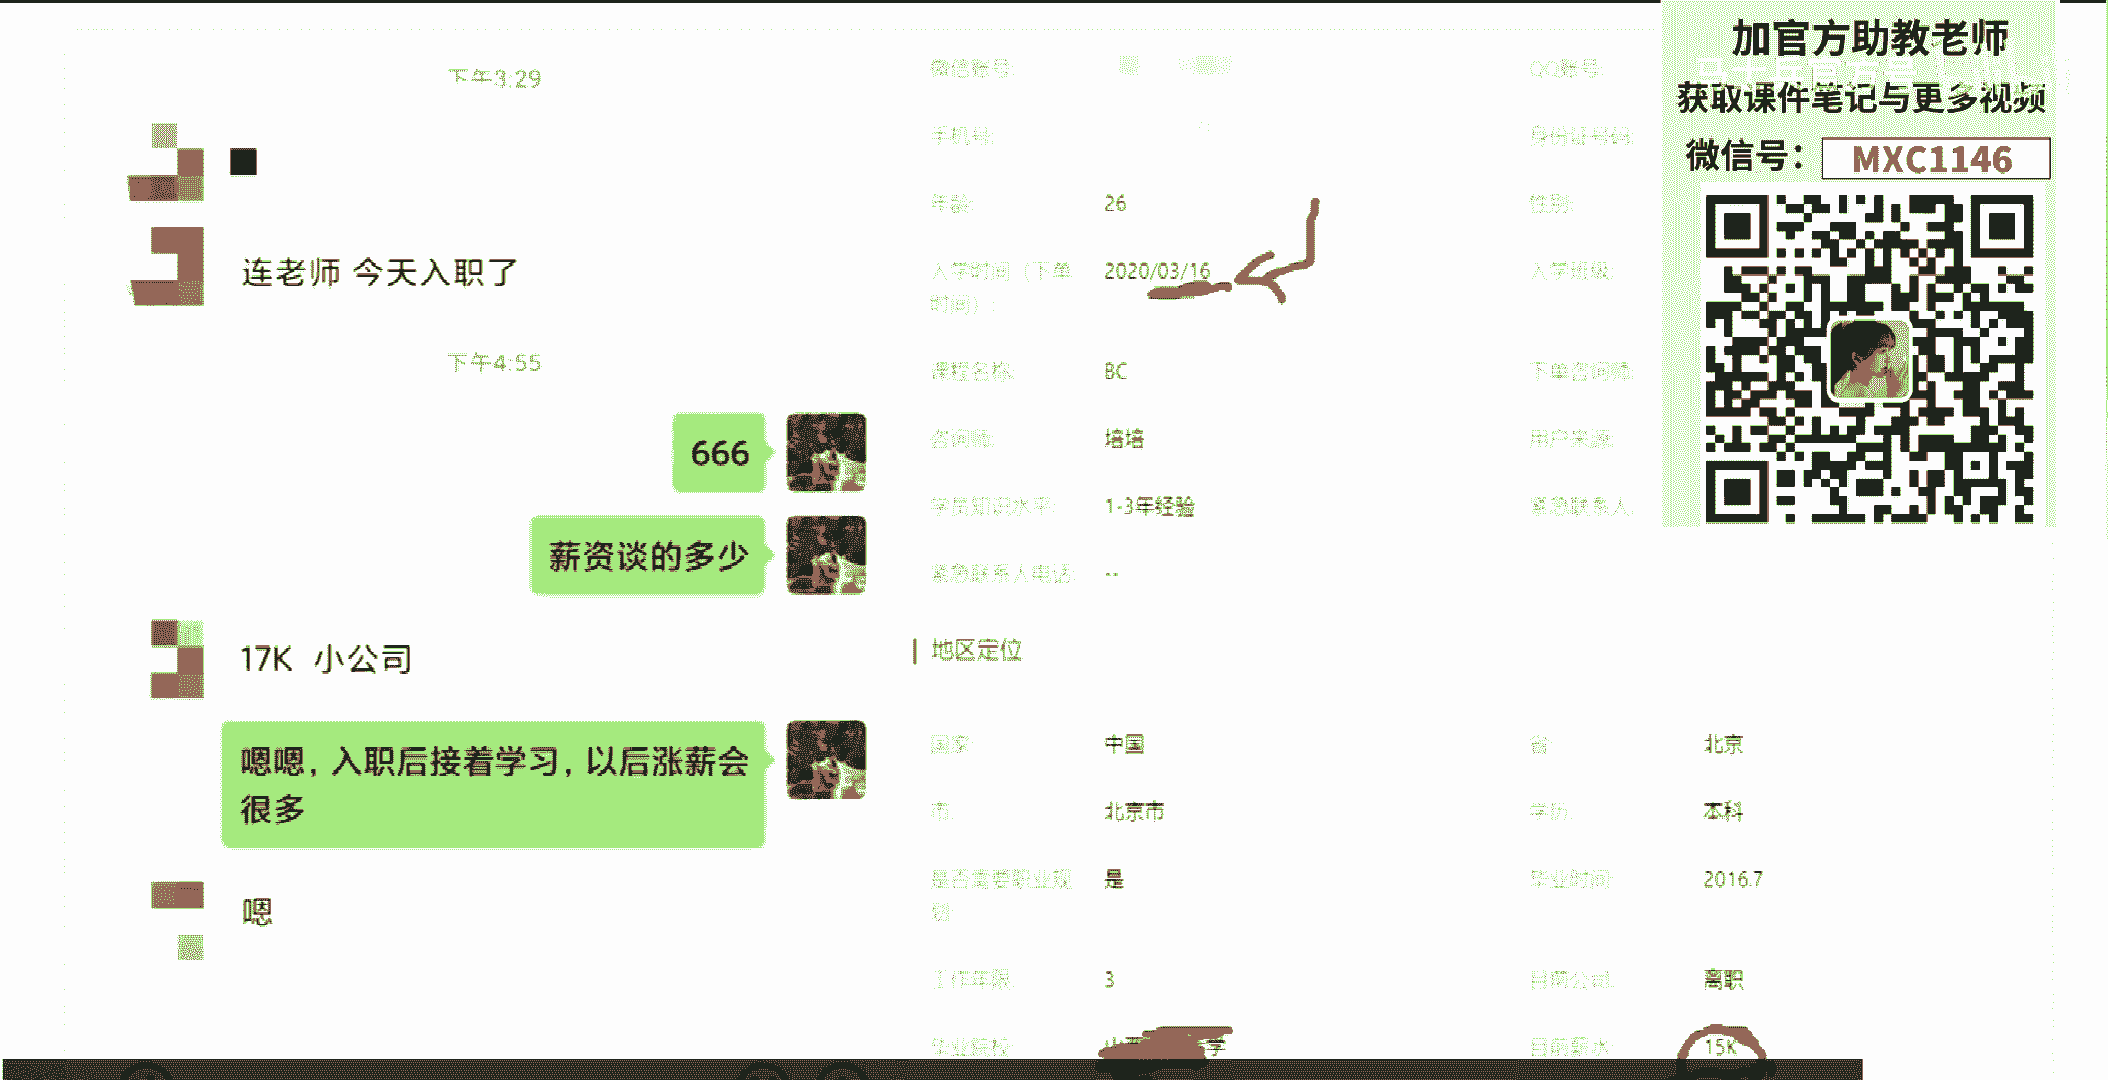 下午3:29
连老师 今天入职了
下午4:55
666
薪资谈的多少
17K 小公司
嗯嗯，入职后接着学习，以后涨薪会
很多
嗯
微信账号:
QQ账号:
手机号:
身份证号码:
年龄: 26
性别:
入学时间（下单
时间）: 2020/03/16
入学班级:
课程名称: BC
下单咨询师:
咨询师: 培培
用户来源:
学员知识水平: 1-3年经验
紧急联系人:
紧急联系人电话: --
地区定位
国家 中国
省 北京
市: 北京市
学历: 本科
是否需要职业规
划: 是
毕业时间: 2016.7
工作年限: 3
目前公司: 离职
毕业院校:
目前薪水: 15K
加官方助教老师
获取课件笔记与更多视频
微信号： MXC1146